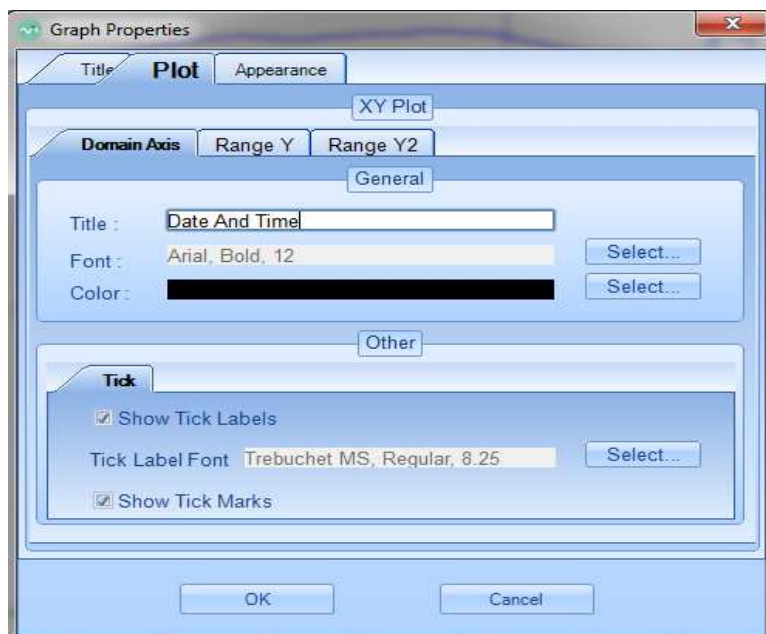 Graph Properties
Title Plot Appearance
XY Plot
Domain Axis Range Y Range Y2
General
Title : Date And Time
Font : Arial, Bold, 12 Select...
Color : Select...
Other
Tick
Show Tick Labels
Tick Label Font Trebuchet MS, Regular, 8.25 Select...
Show Tick Marks
OK Cancel